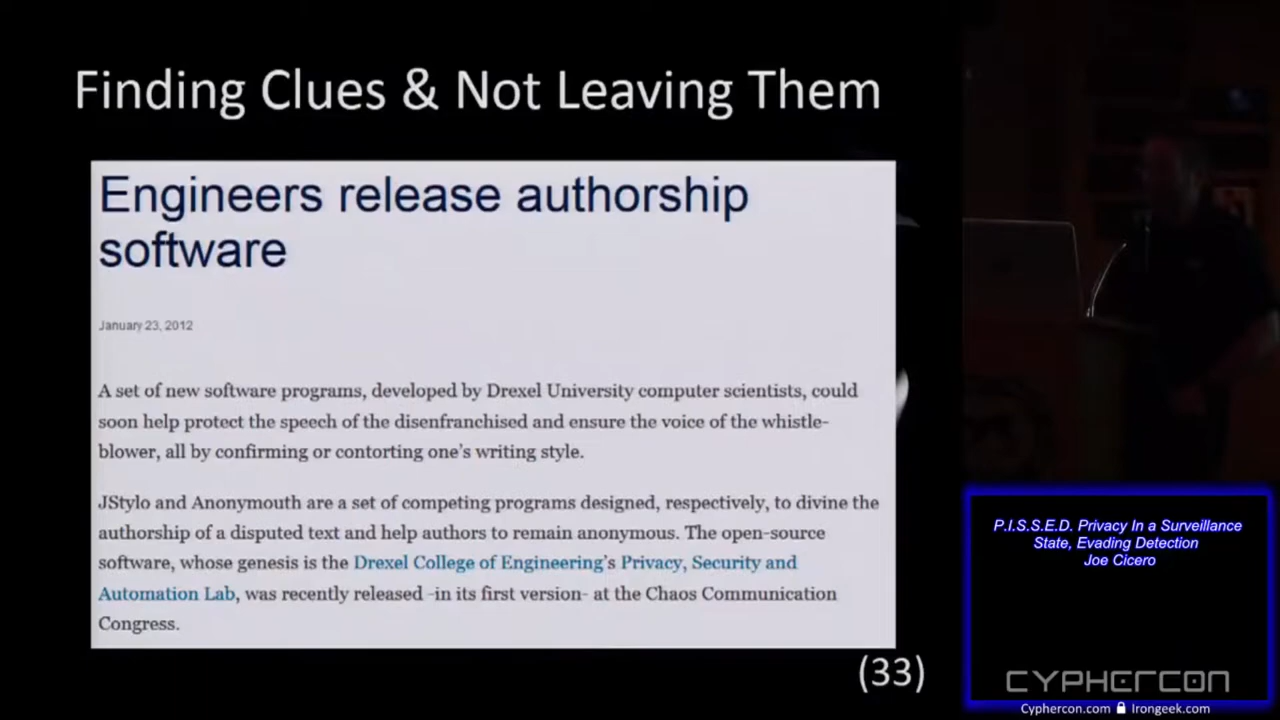 Finding Clues & Not Leaving Them
Engineers release authorship
software
January 23, 2012
A set of new software programs, developed by Drexel University computer scientists, could
soon help protect the speech of the disenfranchised and ensure the voice of the whistle-
blower, all by confirming or contorting one's writing style.
JStylo and Anonymouth are a set of competing programs designed, respectively, to divine the
authorship of a disputed text and help authors to remain anonymous. The open-source
software, whose genesis is the Drexel College of Engineering's Privacy, Security and
Automation Lab, was recently released -in its first version- at the Chaos Communication
Congress.
(33)
P.I.S.S.E.D. Privacy In a Surveillance
State, Evading Detection
Joe Cicero
CYPHERCON
Cyphercon.com Irongeek.com